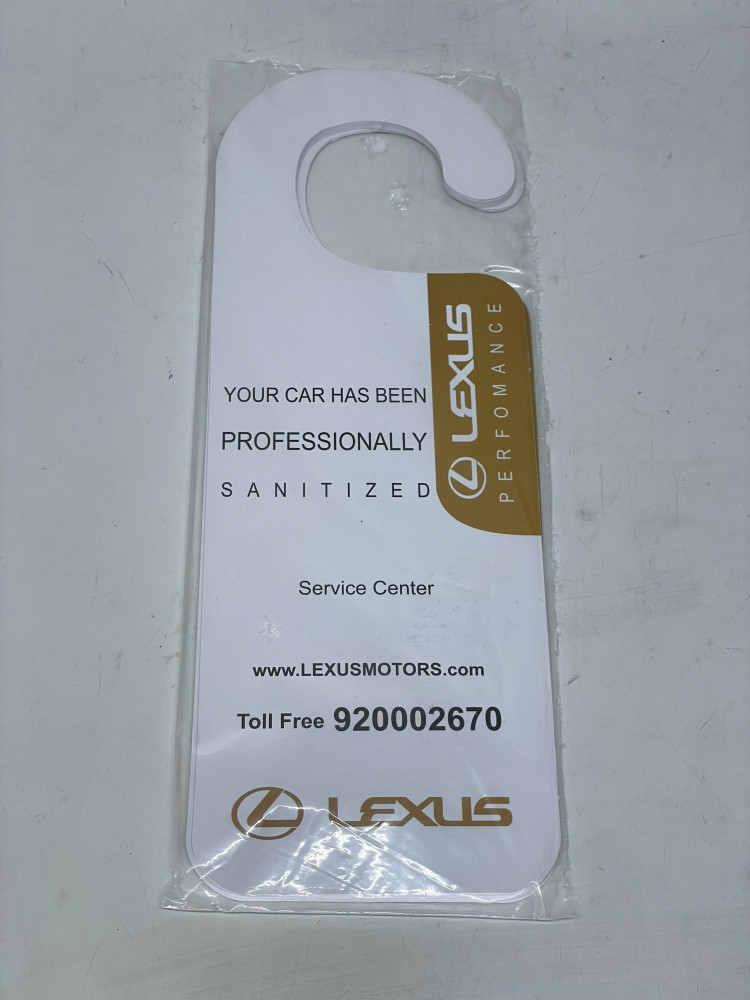 LEXUS
PERFOMANCE
YOUR CAR HAS BEEN
PROFESSIONALLY
SANITIZED
Service Center
www.LEXUSMOTORS.com
Toll Free 920002670
LEXUS